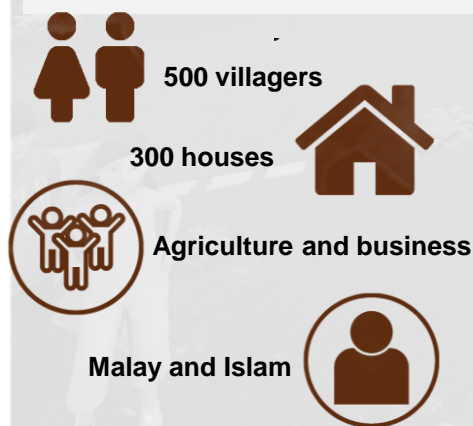 500 villagers
300 houses
Agriculture and business
Malay and Islam